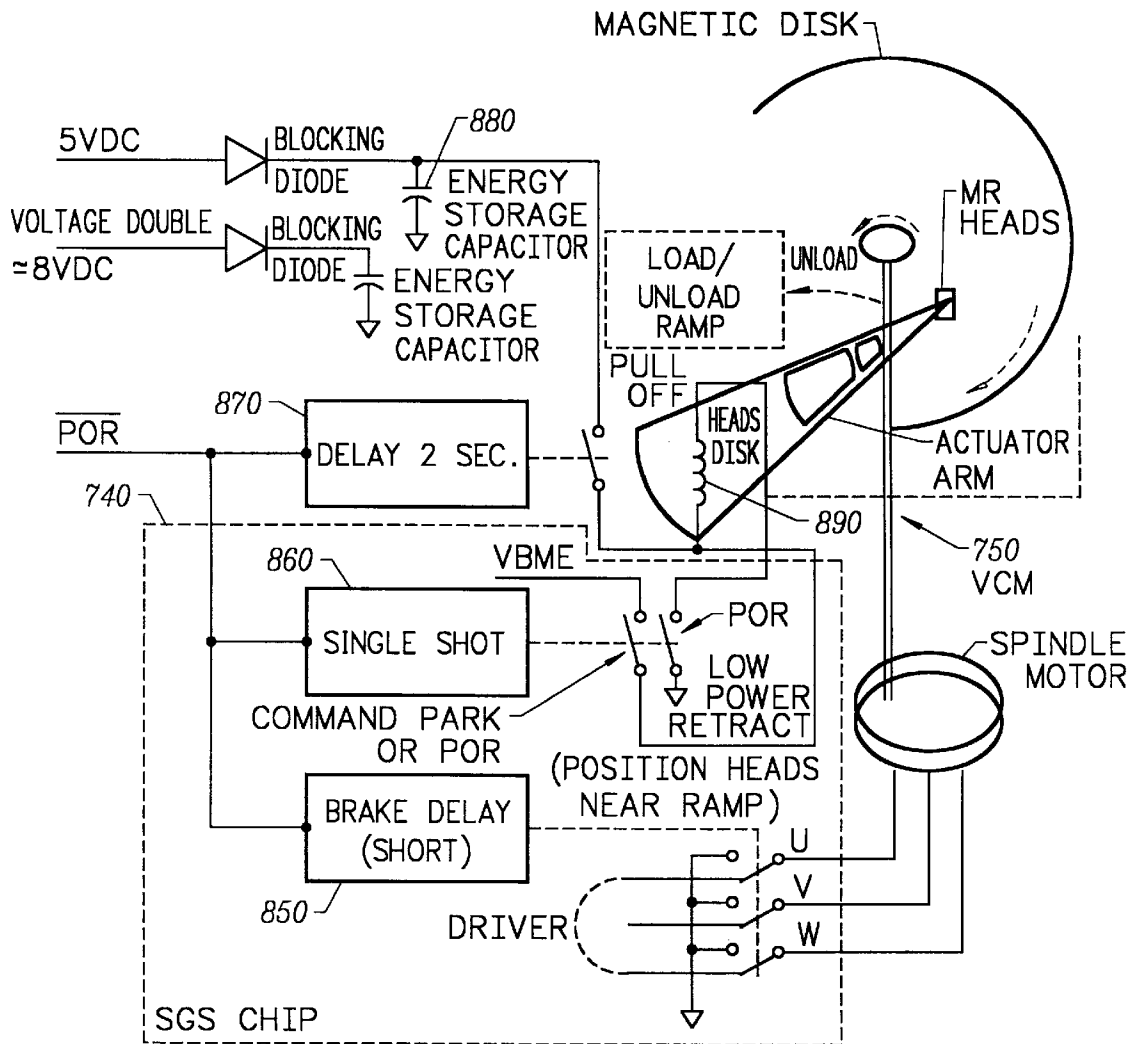 MAGNETIC DISK
5VDC
BLOCKING
DIODE
880
ENERGY
STORAGE
CAPACITOR
VOLTAGE DOUBLE
≃8VDC
BLOCKING
DIODE
ENERGY
STORAGE
CAPACITOR
LOAD/
UNLOAD
RAMP
UNLOAD
MR
HEADS
PULL
OFF
HEADS
DISK
ACTUATOR
ARM
POR
870
DELAY 2 SEC.
740
890
750
VCM
860
SINGLE SHOT
VBME
POR
LOW
POWER
RETRACT
COMMAND PARK
OR POR
(POSITION HEADS
NEAR RAMP)
SPINDLE
MOTOR
BRAKE DELAY
(SHORT)
850
DRIVER
U
V
W
SGS CHIP